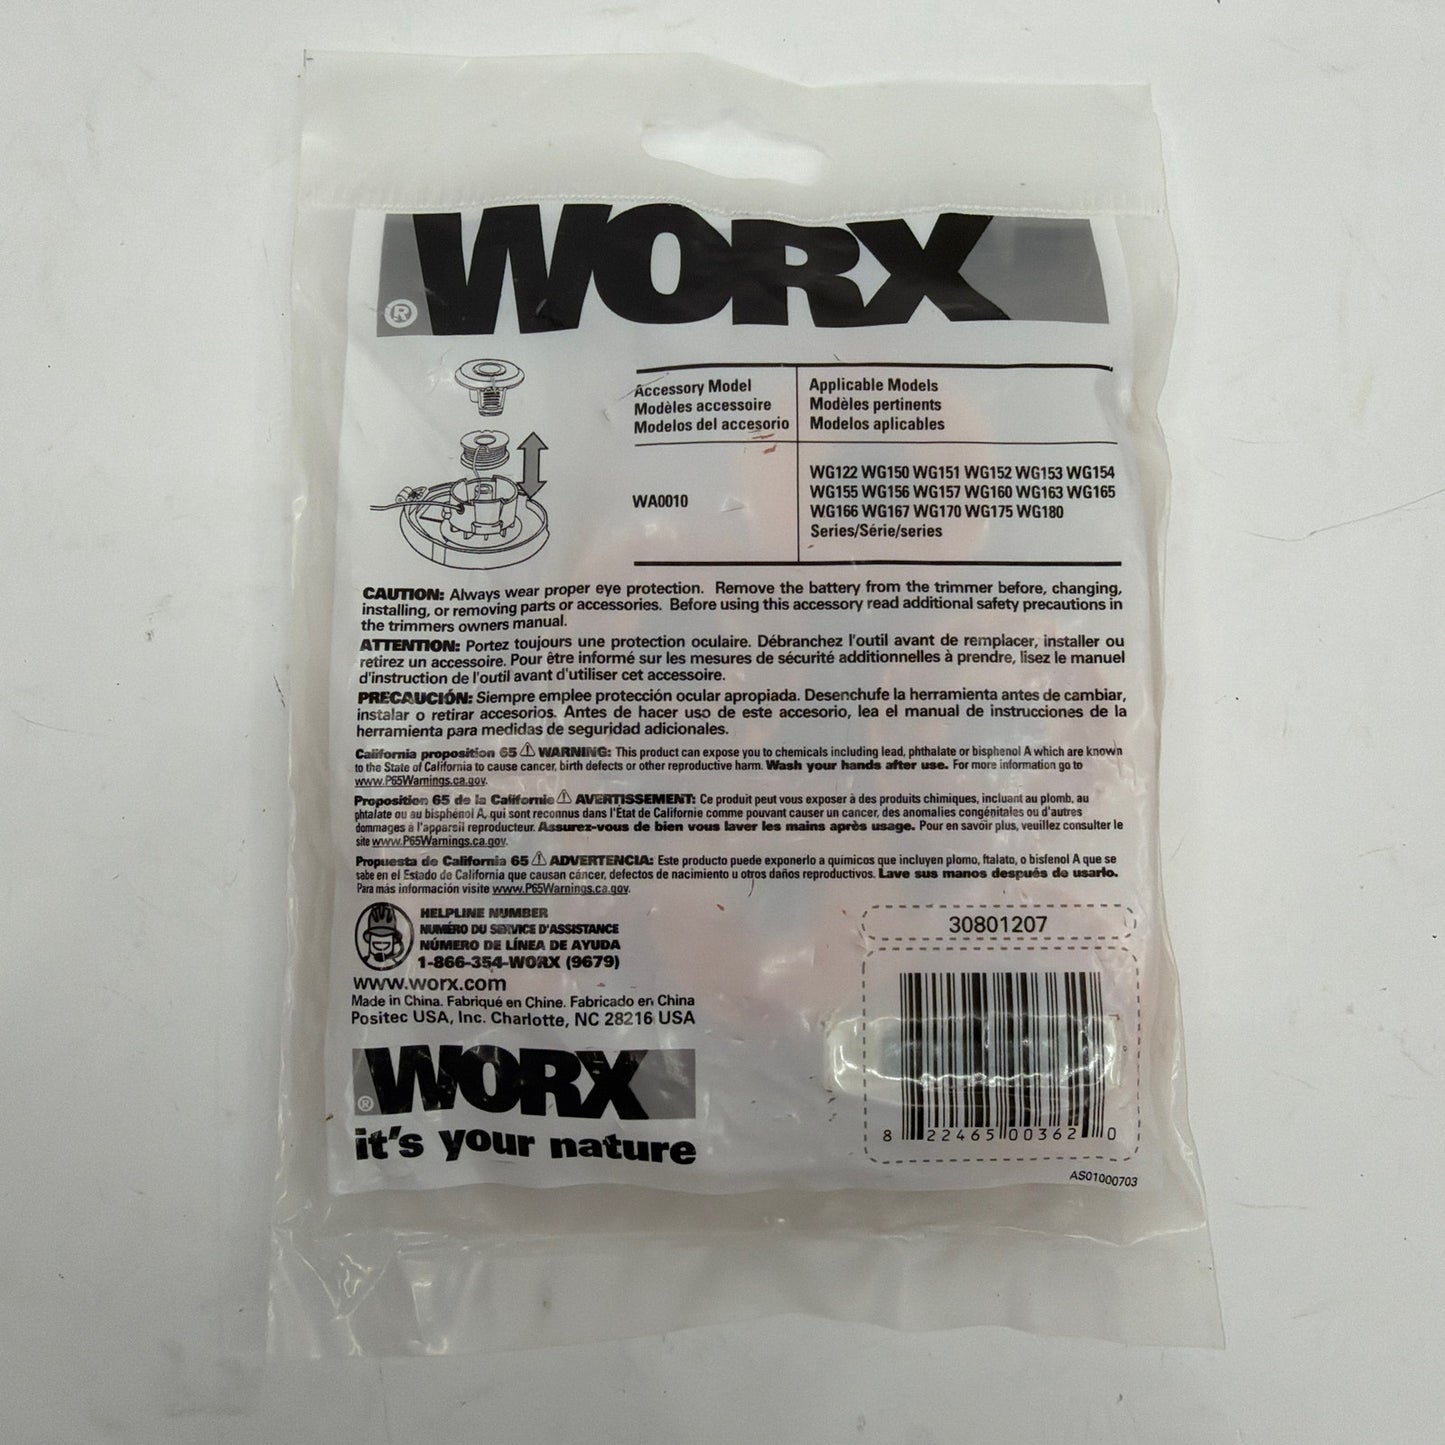 WORX
®
Accessory Model
Modèles accessoire
Modelos del accesorio
Applicable Models
Modèles pertinents
Modelos aplicables
WA0010
WG122 WG150 WG151 WG152 WG153 WG154
WG155 WG156 WG157 WG160 WG163 WG165
WG166 WG167 WG170 WG175 WG180
Series/Série/series
CAUTION: Always wear proper eye protection. Remove the battery from the trimmer before, changing,
installing, or removing parts or accessories. Before using this accessory read additional safety precautions in
the trimmers owners manual.
ATTENTION: Portez toujours une protection oculaire. Débranchez l'outil avant de remplacer, installer ou
retirez un accessoire. Pour être informé sur les mesures de sécurité additionnelles à prendre, lisez le manuel
d'instruction de l'outil avant d'utiliser cet accessoire.
PRECAUCIÓN: Siempre emplee protección ocular apropiada. Desenchufe la herramienta antes de cambiar,
instalar o retirar accesorios. Antes de hacer uso de este accesorio, lea el manual de instrucciones de la
herramienta para medidas de seguridad adicionales.
California proposition 65 ⚠ WARNING: This product can expose you to chemicals including lead, phthalate or bisphenol A which are known
to the State of California to cause cancer, birth defects or other reproductive harm. Wash your hands after use. For more information go to
www.P65Warnings.ca.gov.
Proposition 65 de la Californie ⚠ AVERTISSEMENT: Ce produit peut vous exposer à des produits chimiques, incluant au plomb, au
phtalate ou au bisphénol A, qui sont reconnus dans l'État de Californie comme pouvant causer un cancer, des anomalies congénitales ou d'autres
dommages à l'appareil reproducteur. Assurez-vous de bien vous laver les mains après usage. Pour en savoir plus, veuillez consulter le
site www.P65Warnings.ca.gov.
Propuesta de California 65 ⚠ ADVERTENCIA: Este producto puede exponerlo a químicos que incluyen plomo, ftalato, o bisfenol A que se
sabe en el Estado de California que causan cáncer, defectos de nacimiento u otros daños reproductivos. Lave sus manos después de usarlo.
Para más información visite www.P65Warnings.ca.gov.
HELPLINE NUMBER
NUMÉRO DU SERVICE D'ASSISTANCE
NÚMERO DE LÍNEA DE AYUDA
1-866-354-WORX (9679)
www.worx.com
Made in China. Fabriqué en Chine. Fabricado en China
Positec USA, Inc. Charlotte, NC 28216 USA
WORX
®
it's your nature
30801207
8 22465 00362 0
AS01000703